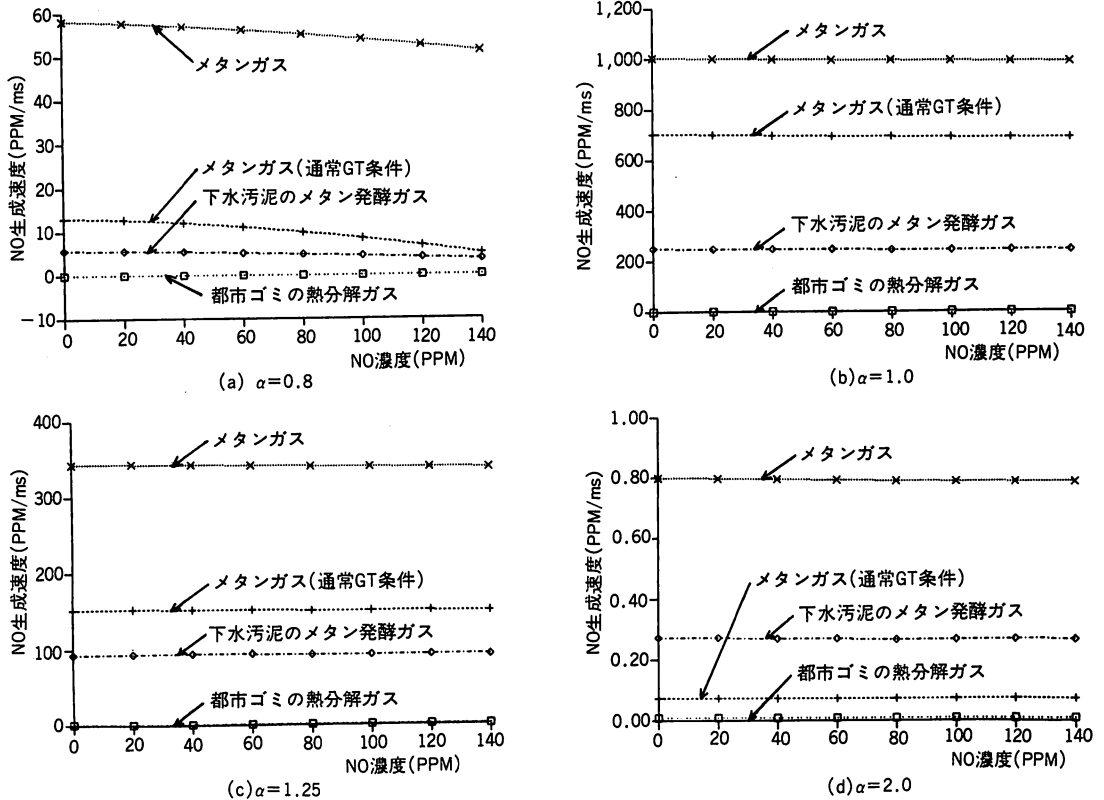 60
50
40
30
20
10
0
－10
NO生成速度(PPM/ms)
メタンガス
メタンガス(通常GT条件)
下水汚泥のメタン発酵ガス
都市ゴミの熱分解ガス
0 20 40 60 80 100 120 140
NO濃度(PPM)
(a) α＝0.8
1,200
1,000
800
600
400
200
0
NO生成速度(PPM/ms)
メタンガス
メタンガス(通常GT条件)
下水汚泥のメタン発酵ガス
都市ゴミの熱分解ガス
0 20 40 60 80 100 120 140
NO濃度(PPM)
(b)α＝1.0
400
300
200
100
0
NO生成速度(PPM/ms)
メタンガス
メタンガス(通常GT条件)
下水汚泥のメタン発酵ガス
都市ゴミの熱分解ガス
0 20 40 60 80 100 120 140
NO濃度(PPM)
(c)α＝1.25
1.00
0.80
0.60
0.40
0.20
0.00
NO生成速度(PPM/ms)
メタンガス
メタンガス(通常GT条件)
下水汚泥のメタン発酵ガス
都市ゴミの熱分解ガス
0 20 40 60 80 100 120 140
NO濃度(PPM)
(d)α＝2.0